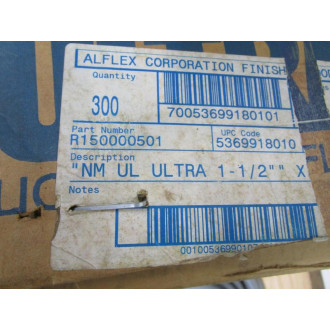 ALFLEX CORPORATION FINISH
Quantity
300
70053699180101
Part Number
UPC Code
R150000501
5369918010
Description
"NM UL ULTRA 1-1/2"" X
Notes